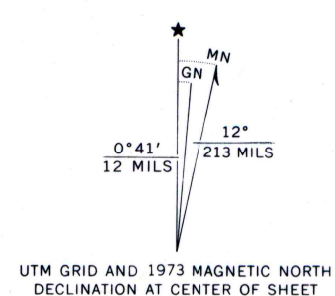 ★
MN
GN
0°41'
12 MILS
12°
213 MILS
UTM GRID AND 1973 MAGNETIC NORTH
DECLINATION AT CENTER OF SHEET